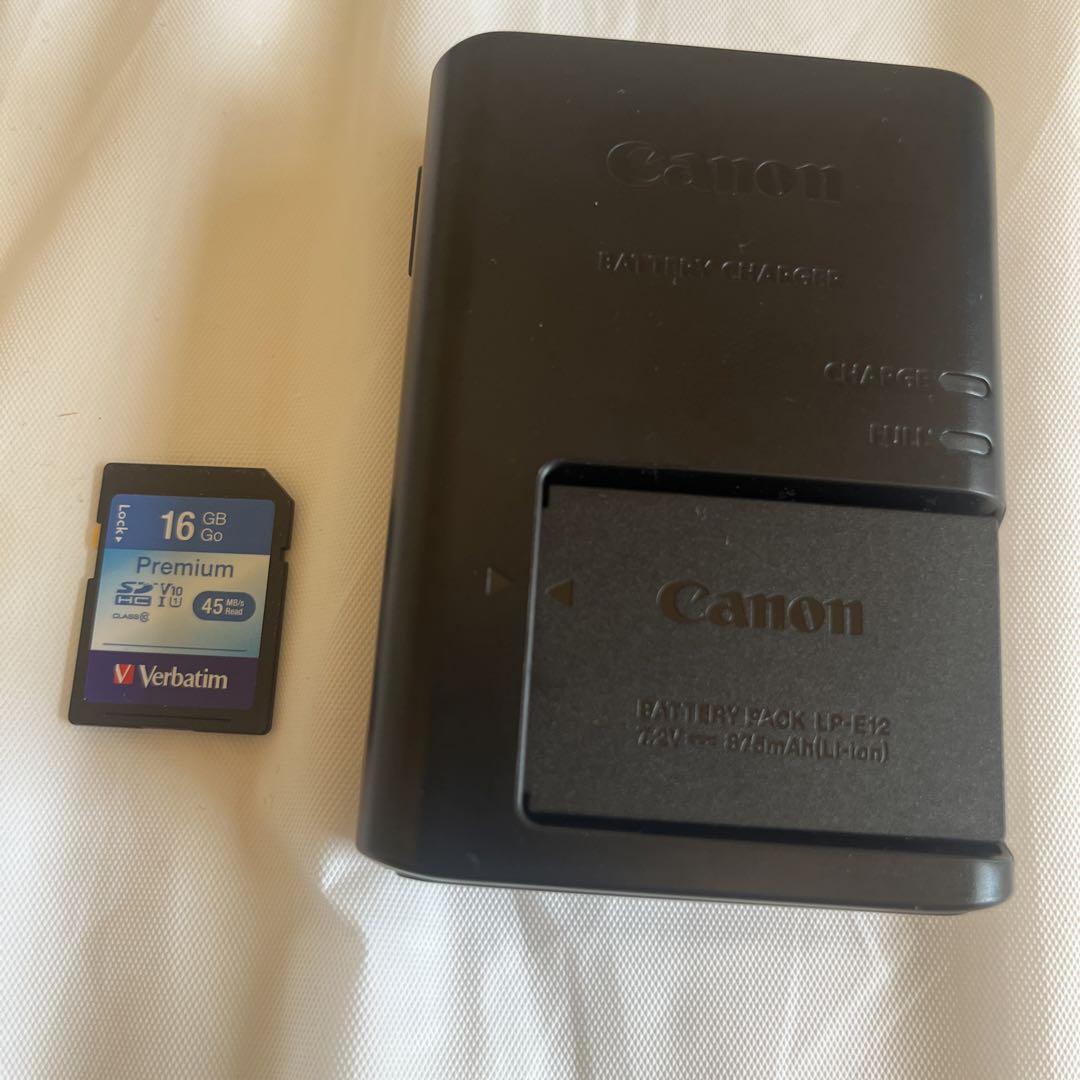 Lock
16 GB
Go
Premium
SD HC I V10 U1
CLASS 10
45 MB/s
Read
Verbatim
Canon
BATTERY CHARGER
CHARGE
FULL
Canon
BATTERY PACK LP-E12
7.2V 875mAh(Li-ion)